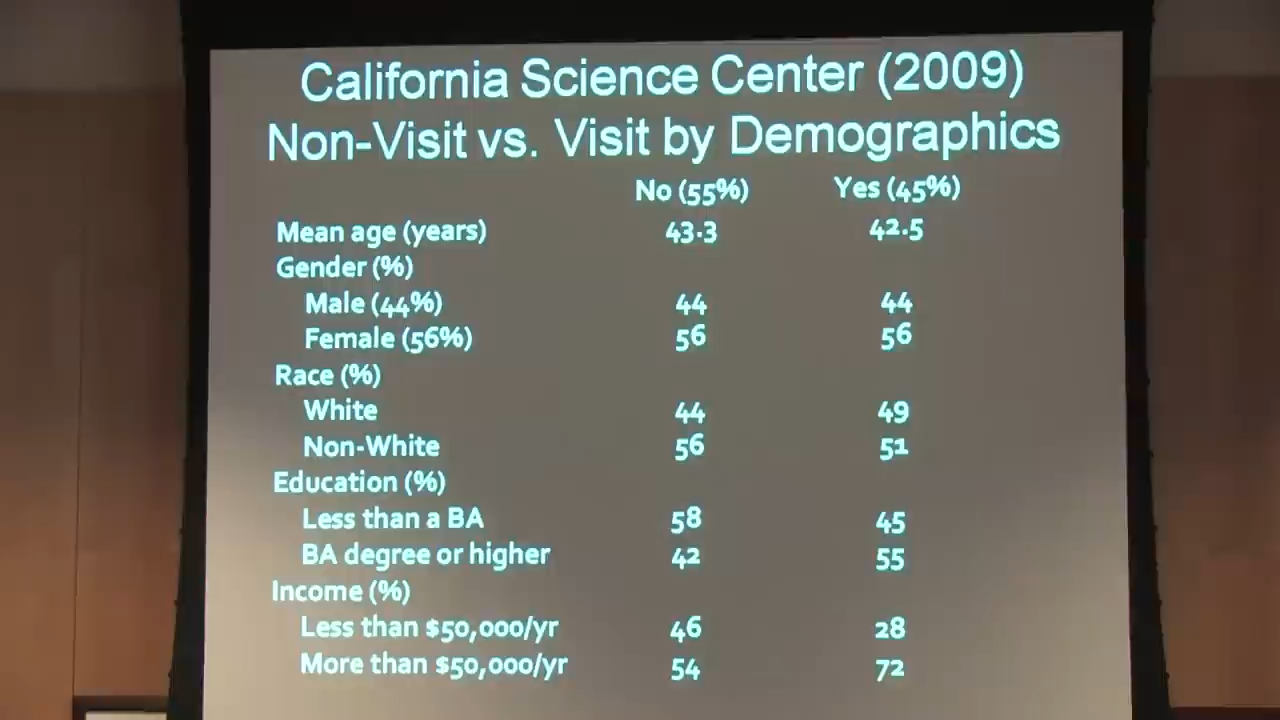 California Science Center (2009)
Non-Visit vs. Visit by Demographics
No (55%) Yes (45%)
Mean age (years) 43.3 42.5
Gender (%)
Male (44%) 44 44
Female (56%) 56 56
Race (%)
White 44 49
Non-White 56 51
Education (%)
Less than a BA 58 45
BA degree or higher 42 55
Income (%)
Less than $50,000/yr 46 28
More than $50,000/yr 54 72